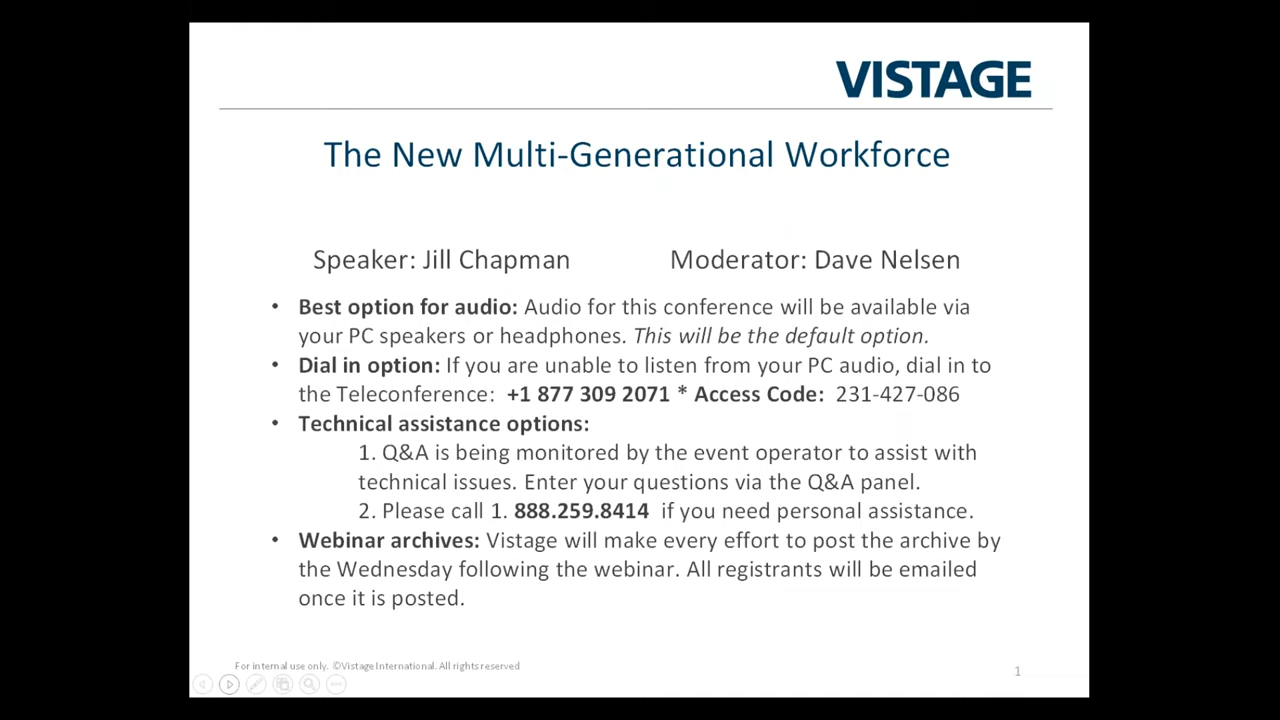 VISTAGE
The New Multi-Generational Workforce
Speaker: Jill Chapman Moderator: Dave Nelsen
• Best option for audio: Audio for this conference will be available via
your PC speakers or headphones. This will be the default option.
• Dial in option: If you are unable to listen from your PC audio, dial in to
the Teleconference: +1 877 309 2071 * Access Code: 231-427-086
• Technical assistance options:
1. Q&A is being monitored by the event operator to assist with
technical issues. Enter your questions via the Q&A panel.
2. Please call 1. 888.259.8414 if you need personal assistance.
• Webinar archives: Vistage will make every effort to post the archive by
the Wednesday following the webinar. All registrants will be emailed
once it is posted.
For internal use only. ©Vistage International. All rights reserved
1